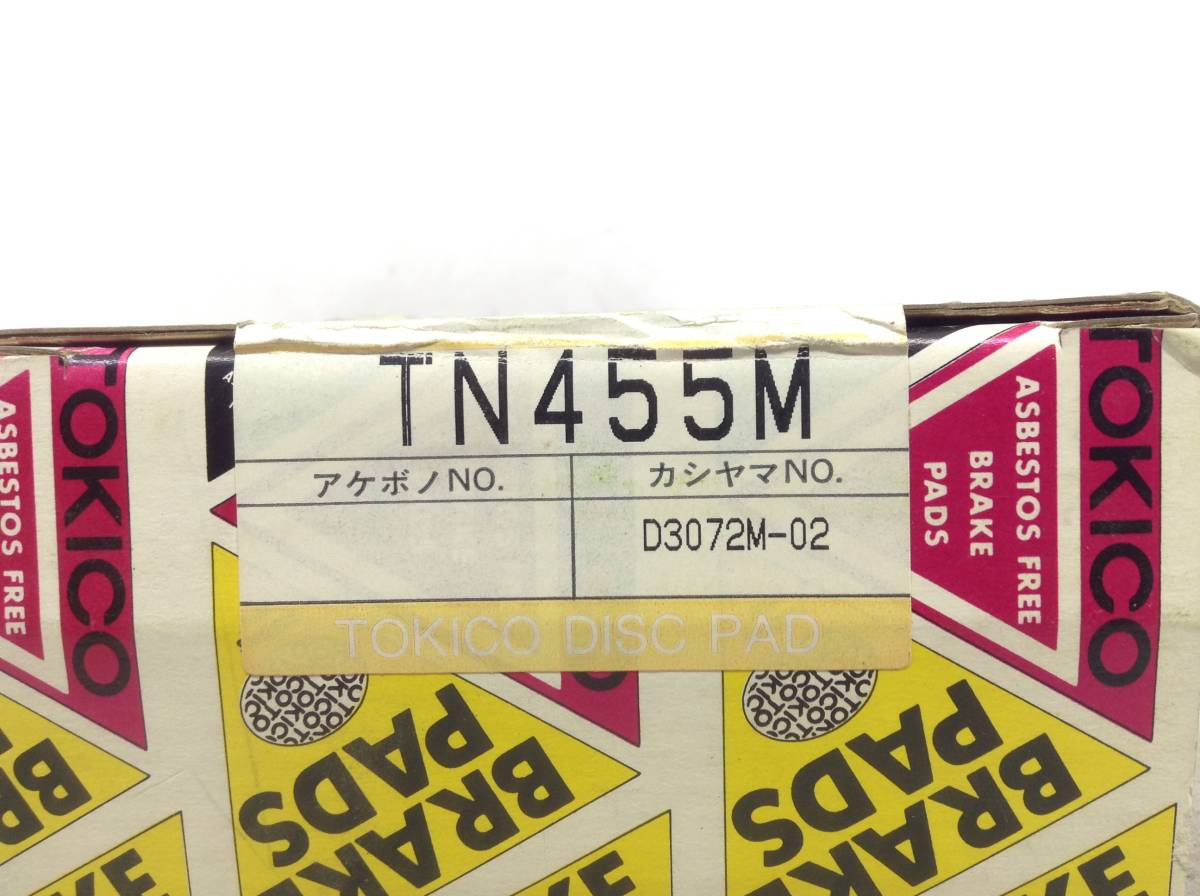 TN455M
アケボノNO.
カシヤマNO.
D3072M-02
TOKICO DISC PAD
TOKICO
ASBESTOS FREE
TOKICO
ASBESTOS FREE
BRAKE
PADS
BRAKE
PADS
BRAKE
PADS